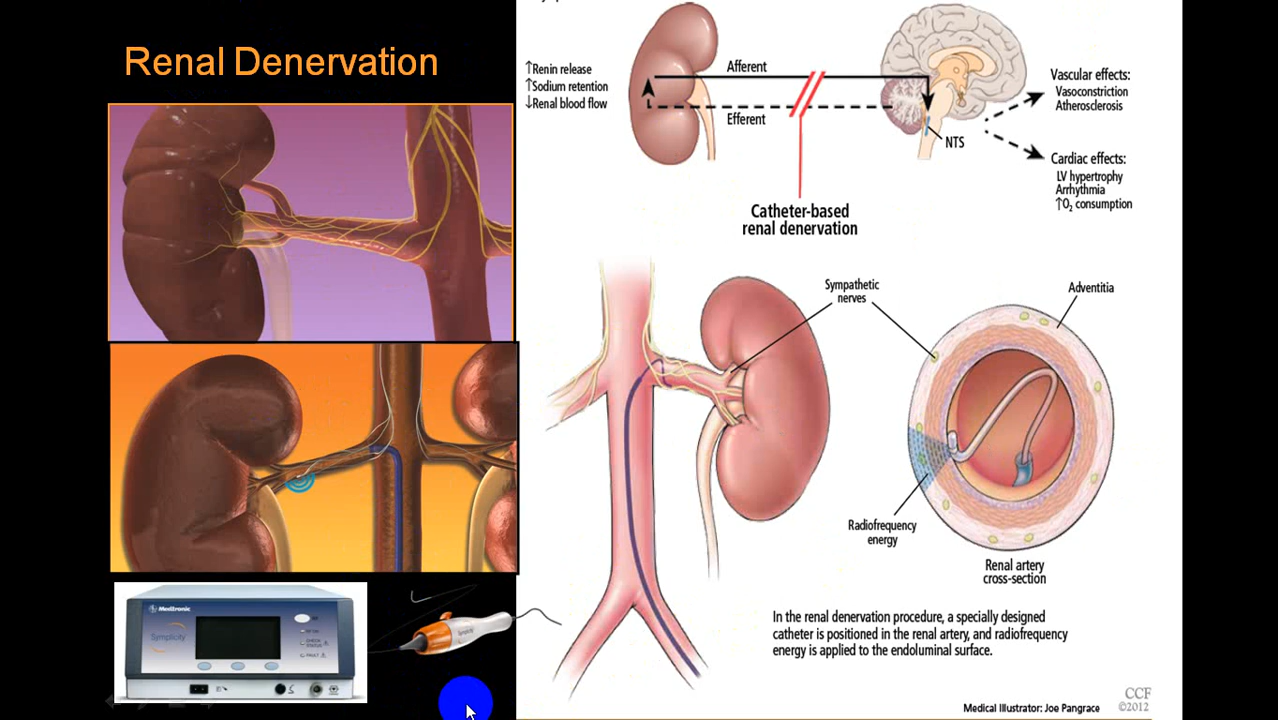 Renal Denervation
↑Renin release
↑Sodium retention
↓Renal blood flow
Afferent
Efferent
NTS
Vascular effects:
Vasoconstriction
Atherosclerosis
Cardiac effects:
LV hypertrophy
Arrhythmia
↑O₂ consumption
Catheter-based
renal denervation
Sympathetic
nerves
Adventitia
Radiofrequency
energy
Renal artery
cross-section
In the renal denervation procedure, a specially designed
catheter is positioned in the renal artery, and radiofrequency
energy is applied to the endoluminal surface.
Medtronic
Symplicity
FAULT
Symplicity
CCF
©2012
Medical Illustrator: Joe Pangrace